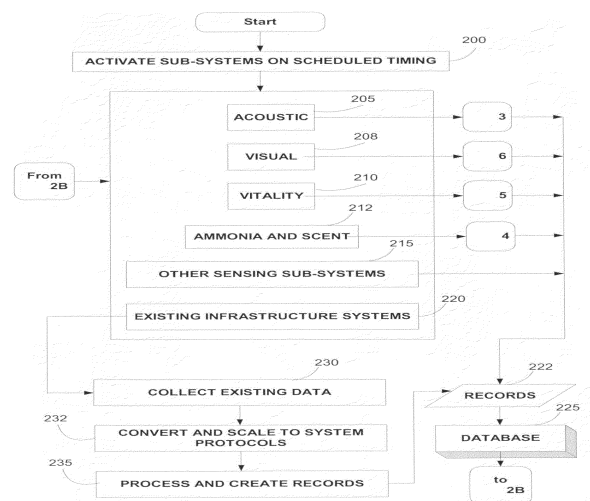 Start
200
ACTIVATE SUB-SYSTEMS ON SCHEDULED TIMING
205
ACOUSTIC
3
208
VISUAL
6
From
2B
210
VITALITY
5
212
AMMONIA AND SCENT
4
215
OTHER SENSING SUB-SYSTEMS
220
EXISTING INFRASTRUCTURE SYSTEMS
230
COLLECT EXISTING DATA
222
RECORDS
232
CONVERT AND SCALE TO SYSTEM
PROTOCOLS
225
DATABASE
235
PROCESS AND CREATE RECORDS
to
2B